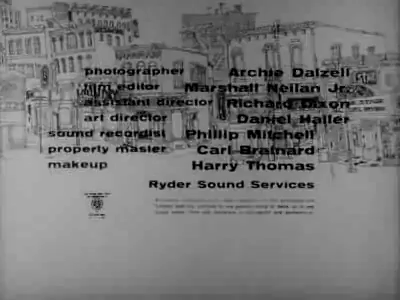 photographer Archie Dalzell
film editor Marshall Neilan Jr.
assistant director Richard Dixon
art director Daniel Haller
sound recordist Phillip Mitchell
property master Carl Brainard
makeup Harry Thomas
Ryder Sound Services